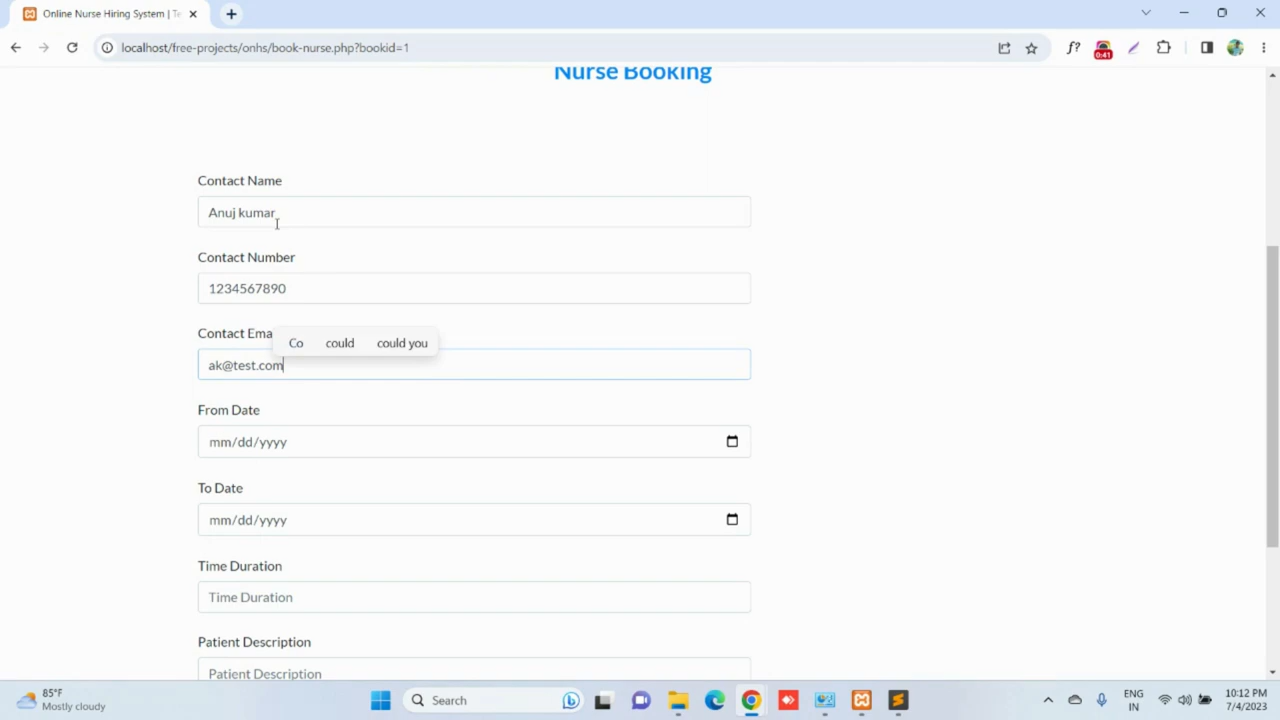 Online Nurse Hiring System | Te
localhost/free-projects/onhs/book-nurse.php?bookid=1
f?
0:41
Nurse Booking
Contact Name
Anuj kumar
Contact Number
1234567890
Contact Ema
Co could could you
ak@test.com
From Date
mm/dd/yyyy
To Date
mm/dd/yyyy
Time Duration
Time Duration
Patient Description
Patient Description
85°F
Mostly cloudy
Search
ENG
IN
10:12 PM
7/4/2023